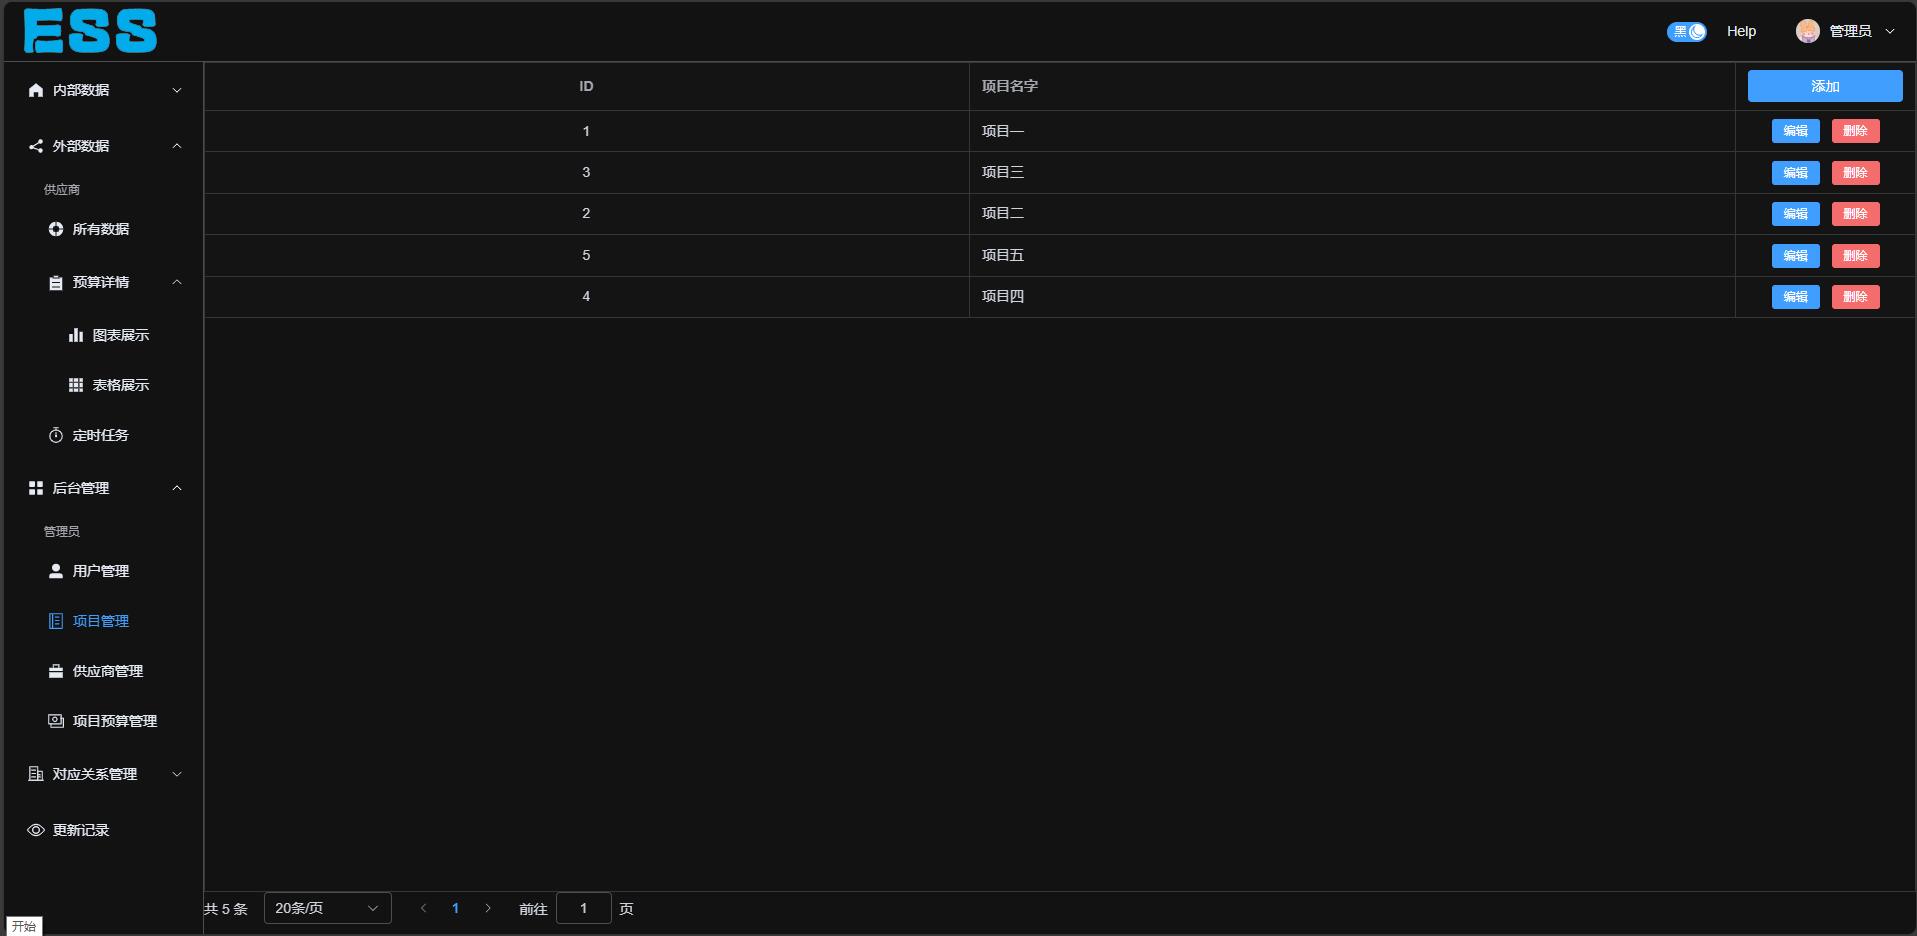 ESS
黑
Help
管理员
内部数据
外部数据
供应商
所有数据
预算详情
图表展示
表格展示
定时任务
后台管理
管理员
用户管理
项目管理
供应商管理
项目预算管理
对应关系管理
更新记录
开始
ID 项目名字 添加
1 项目一 编辑 删除
3 项目三 编辑 删除
2 项目二 编辑 删除
5 项目五 编辑 删除
4 项目四 编辑 删除
共 5 条 20条/页 1 前往 1 页